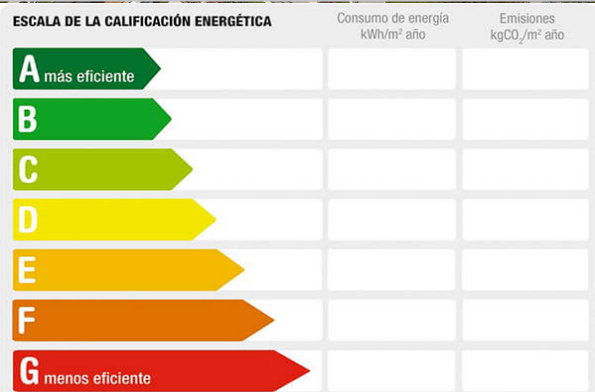 ESCALA DE LA CALIFICACIÓN ENERGÉTICA
Consumo de energía
kWh/m² año
Emisiones
kgCO₂/m² año
A más eficiente
B
C
D
E
F
G menos eficiente